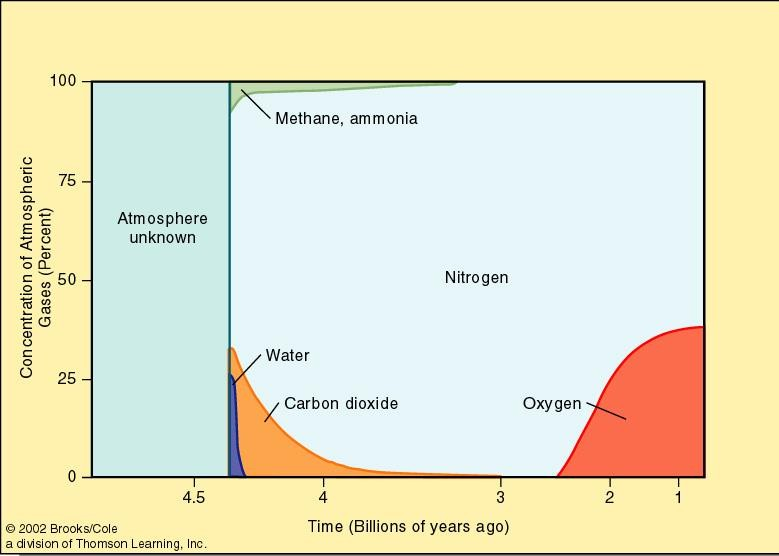 Concentration of Atmospheric
Gases (Percent)
100
75
50
25
0
Methane, ammonia
Atmosphere
unknown
Nitrogen
Water
Carbon dioxide
Oxygen
4.5
4
3
2
1
Time (Billions of years ago)
© 2002 Brooks/Cole
a division of Thomson Learning, Inc.